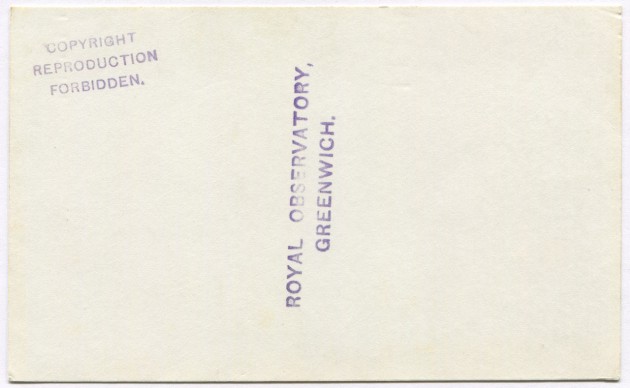 COPYRIGHT
REPRODUCTION
FORBIDDEN.
ROYAL OBSERVATORY,
GREENWICH.